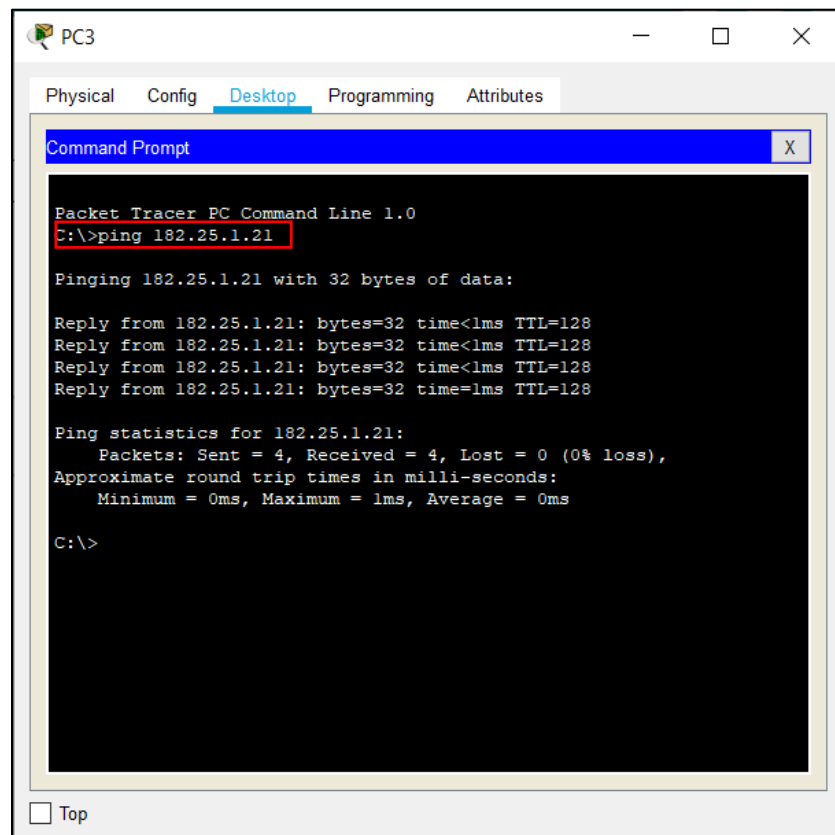 PC3
Physical Config Desktop Programming Attributes
Command Prompt X
Packet Tracer PC Command Line 1.0
C:\>ping 182.25.1.21
Pinging 182.25.1.21 with 32 bytes of data:
Reply from 182.25.1.21: bytes=32 time<1ms TTL=128
Reply from 182.25.1.21: bytes=32 time<1ms TTL=128
Reply from 182.25.1.21: bytes=32 time<1ms TTL=128
Reply from 182.25.1.21: bytes=32 time=1ms TTL=128
Ping statistics for 182.25.1.21:
Packets: Sent = 4, Received = 4, Lost = 0 (0% loss),
Approximate round trip times in milli-seconds:
Minimum = 0ms, Maximum = 1ms, Average = 0ms
C:\>
Top